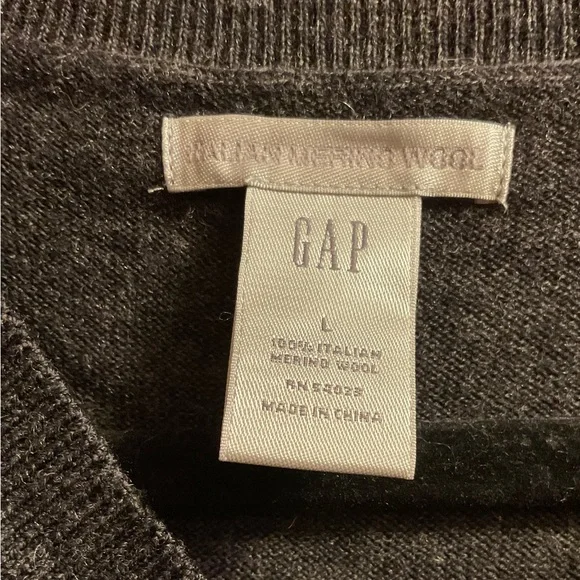 ITALIAN MERINO WOOL
GAP
L
100% ITALIAN
MERINO WOOL
RN 54023
MADE IN CHINA